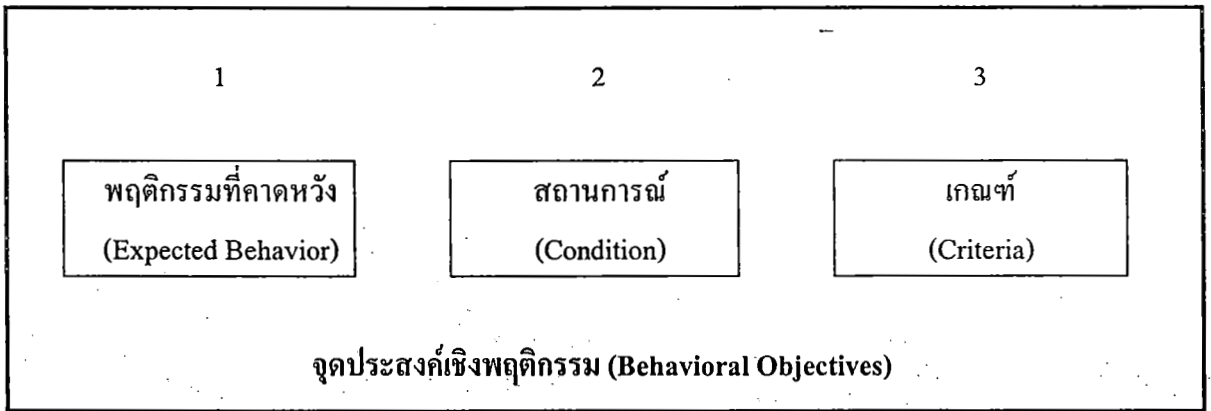 1 2 3
พฤติกรรมที่คาดหวัง สถานการณ์ เกณฑ์
(Expected Behavior) (Condition) (Criteria)
จุดประสงค์เชิงพฤติกรรม (Behavioral Objectives)